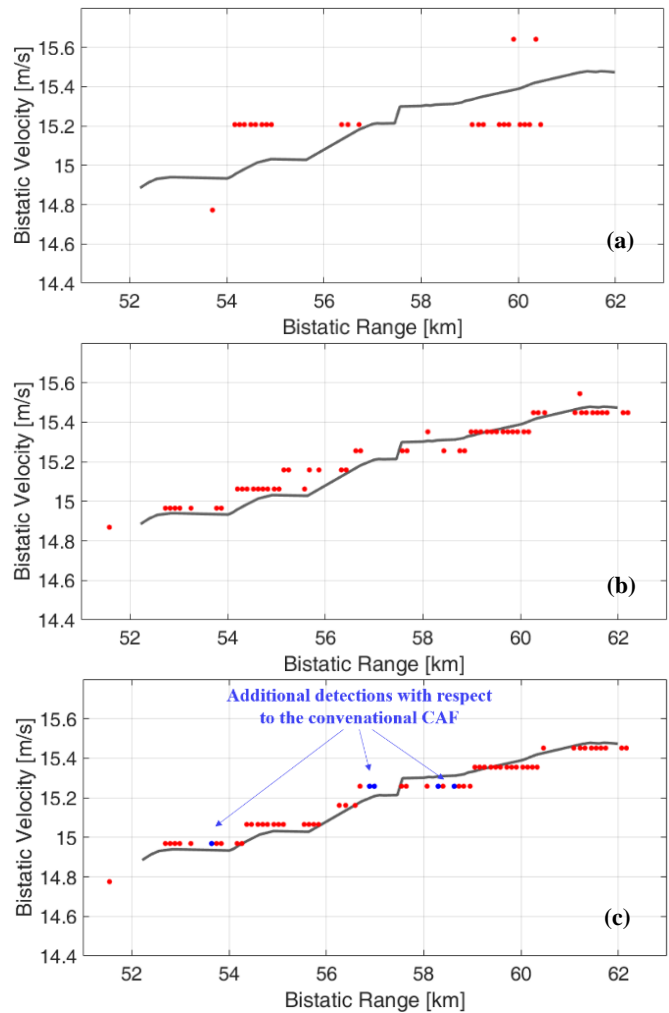 15.6
15.4
15.2
15
14.8
14.6
14.4
Bistatic Velocity [m/s]
(a)
52 54 56 58 60 62
Bistatic Range [km]
15.6
15.4
15.2
15
14.8
14.6
14.4
Bistatic Velocity [m/s]
(b)
52 54 56 58 60 62
Bistatic Range [km]
Additional detections with respect
to the convenational CAF
15.6
15.4
15.2
15
14.8
14.6
14.4
Bistatic Velocity [m/s]
(c)
52 54 56 58 60 62
Bistatic Range [km]